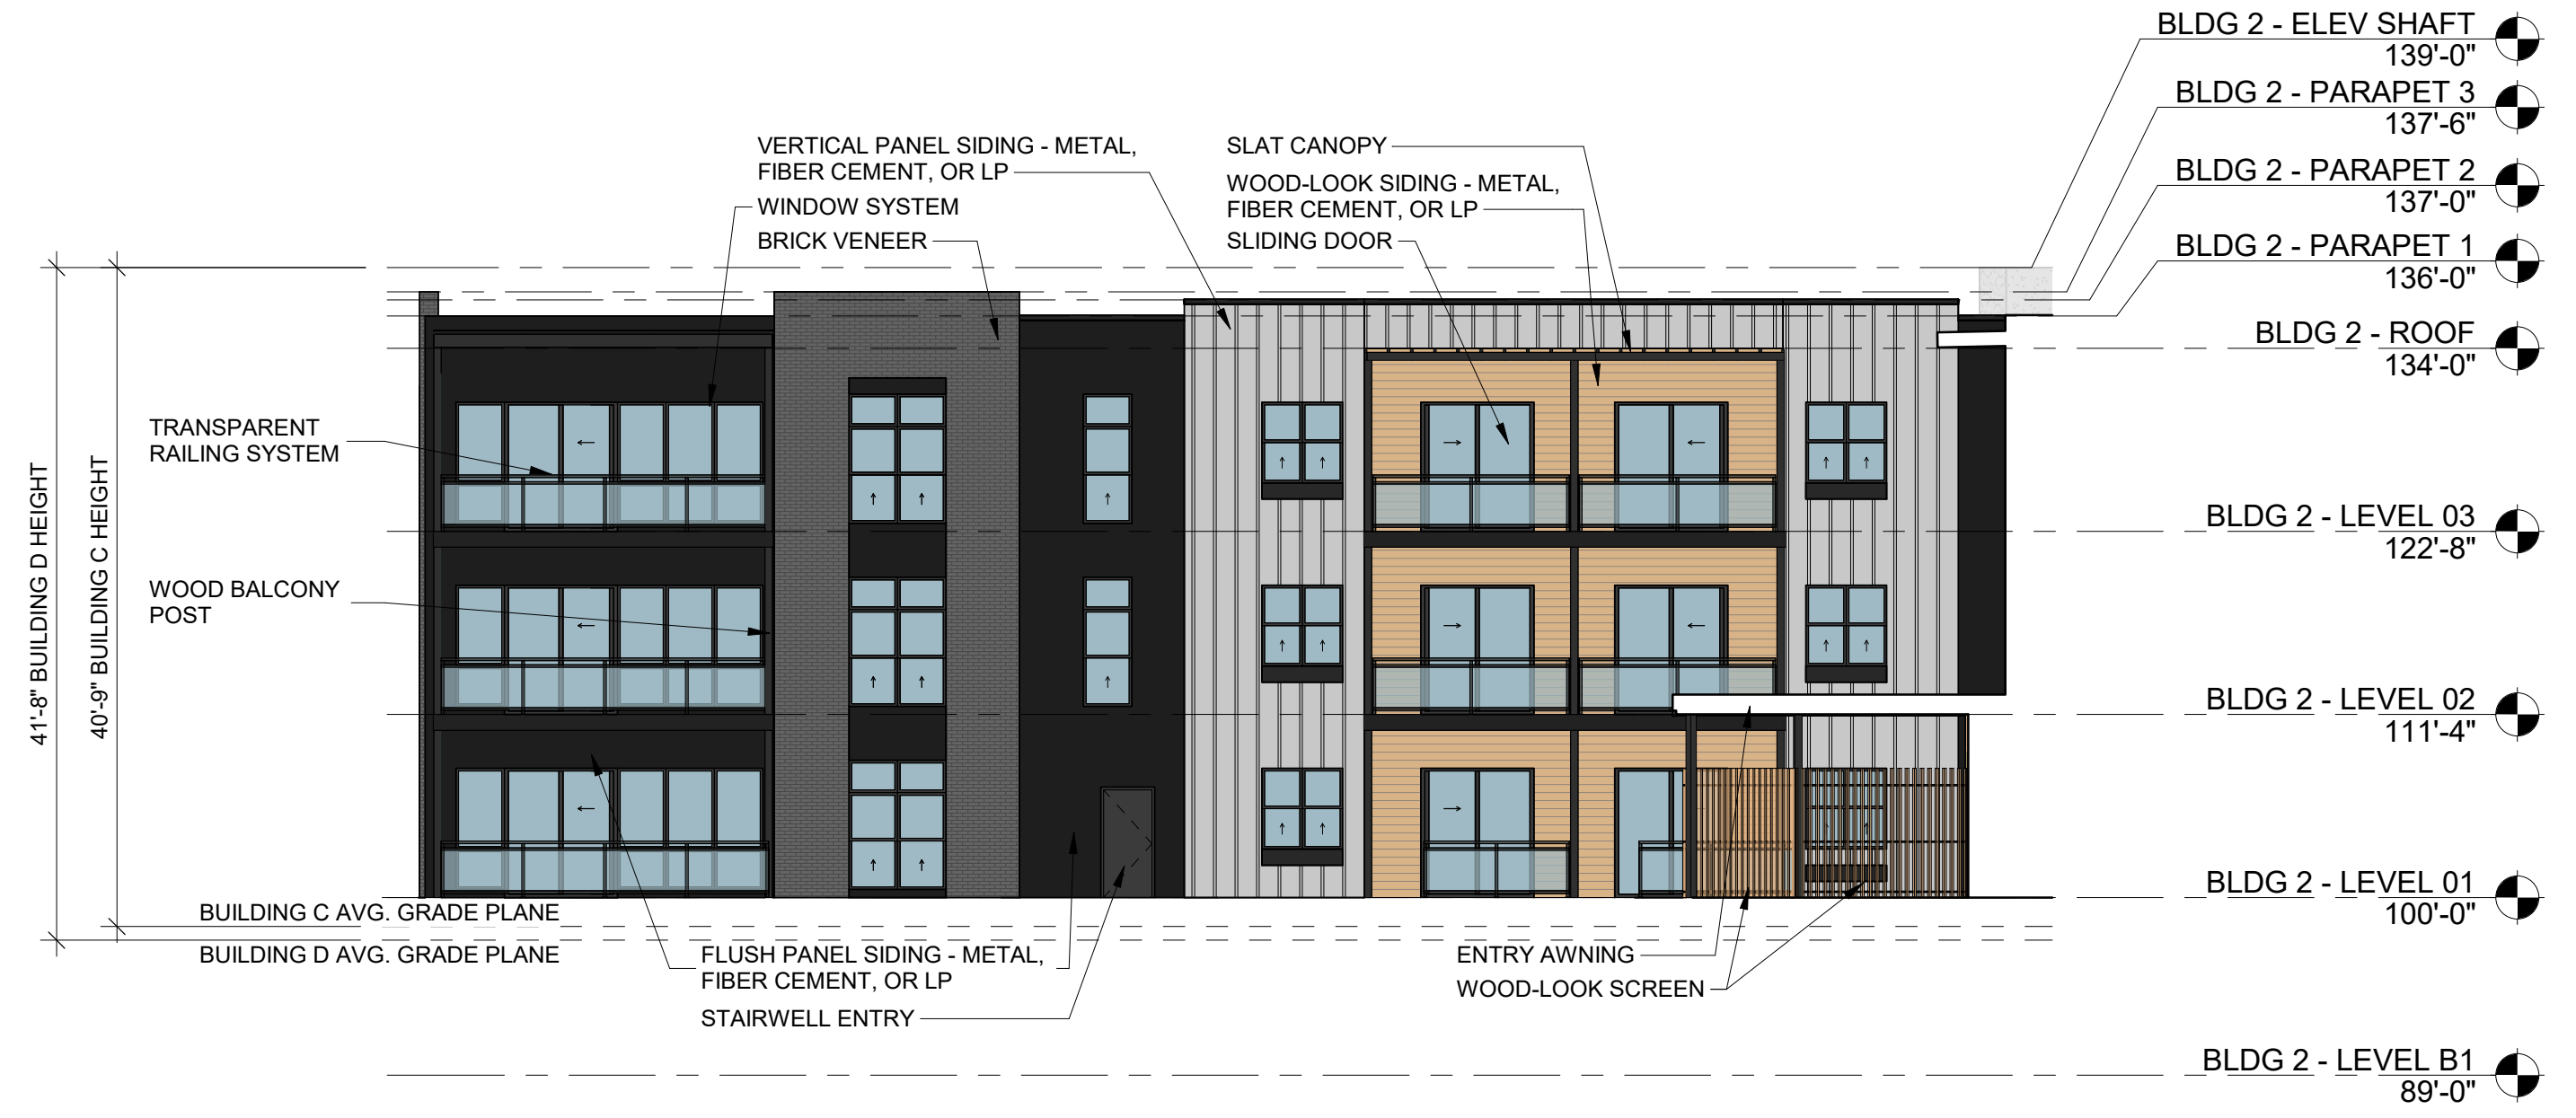 BLDG 2 - ELEV SHAFT
139'-0"
BLDG 2 - PARAPET 3
137'-6"
BLDG 2 - PARAPET 2
137'-0"
BLDG 2 - PARAPET 1
136'-0"
BLDG 2 - ROOF
134'-0"
BLDG 2 - LEVEL 03
122'-8"
BLDG 2 - LEVEL 02
111'-4"
BLDG 2 - LEVEL 01
100'-0"
BLDG 2 - LEVEL B1
89'-0"
VERTICAL PANEL SIDING - METAL,
FIBER CEMENT, OR LP
WINDOW SYSTEM
BRICK VENEER
SLAT CANOPY
WOOD-LOOK SIDING - METAL,
FIBER CEMENT, OR LP
SLIDING DOOR
TRANSPARENT
RAILING SYSTEM
WOOD BALCONY
POST
41'-8" BUILDING D HEIGHT
40'-9" BUILDING C HEIGHT
BUILDING C AVG. GRADE PLANE
BUILDING D AVG. GRADE PLANE
FLUSH PANEL SIDING - METAL,
FIBER CEMENT, OR LP
STAIRWELL ENTRY
ENTRY AWNING
WOOD-LOOK SCREEN